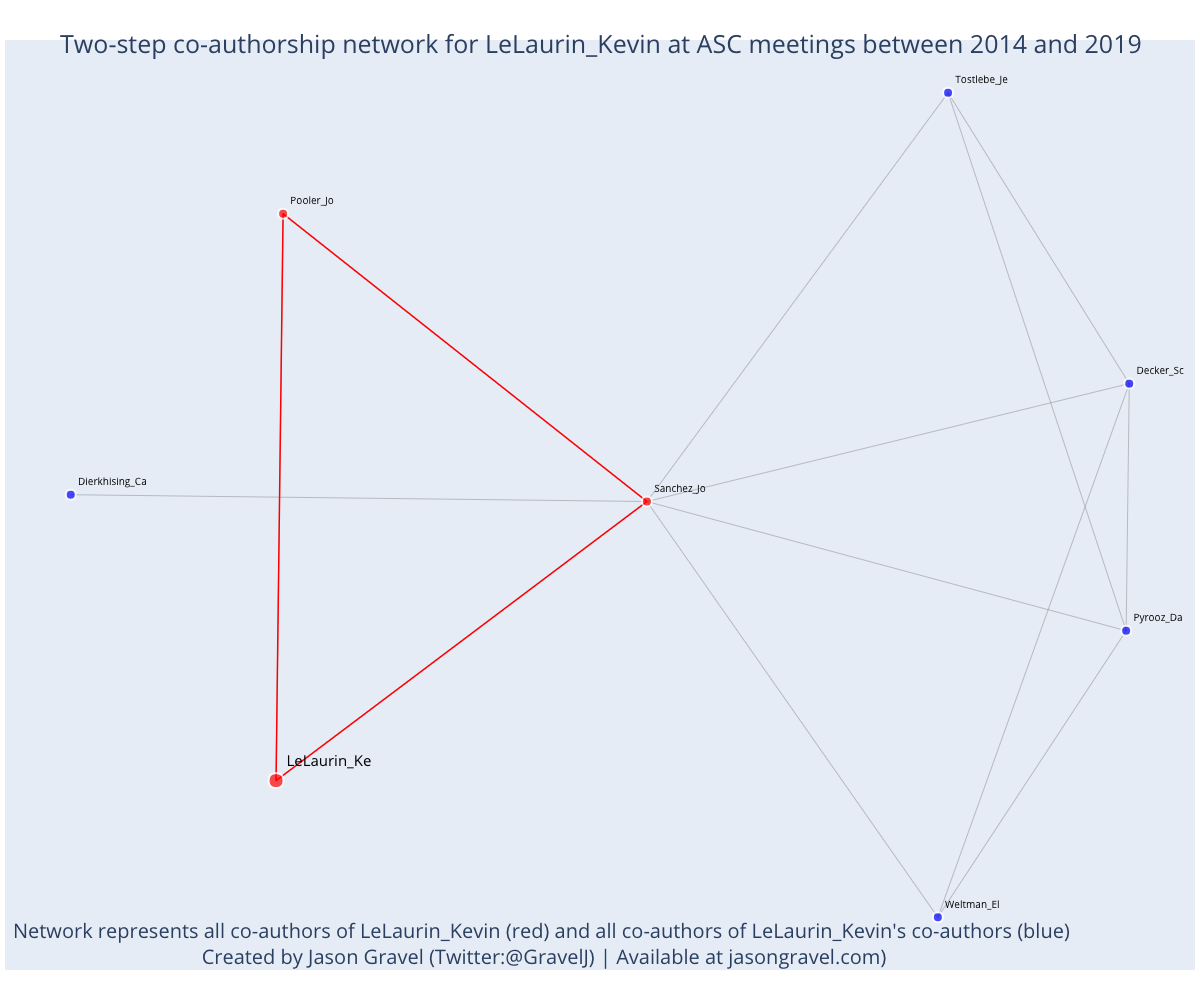 Two-step co-authorship network for LeLaurin_Kevin at ASC meetings between 2014 and 2019
Tostlebe_Je
Pooler_Jo
Decker_Sc
Dierkhising_Ca
Sanchez_Jo
Pyrooz_Da
LeLaurin_Ke
Weltman_El
Network represents all co-authors of LeLaurin_Kevin (red) and all co-authors of LeLaurin_Kevin's co-authors (blue)
Created by Jason Gravel (Twitter:@GravelJ) | Available at jasongravel.com)